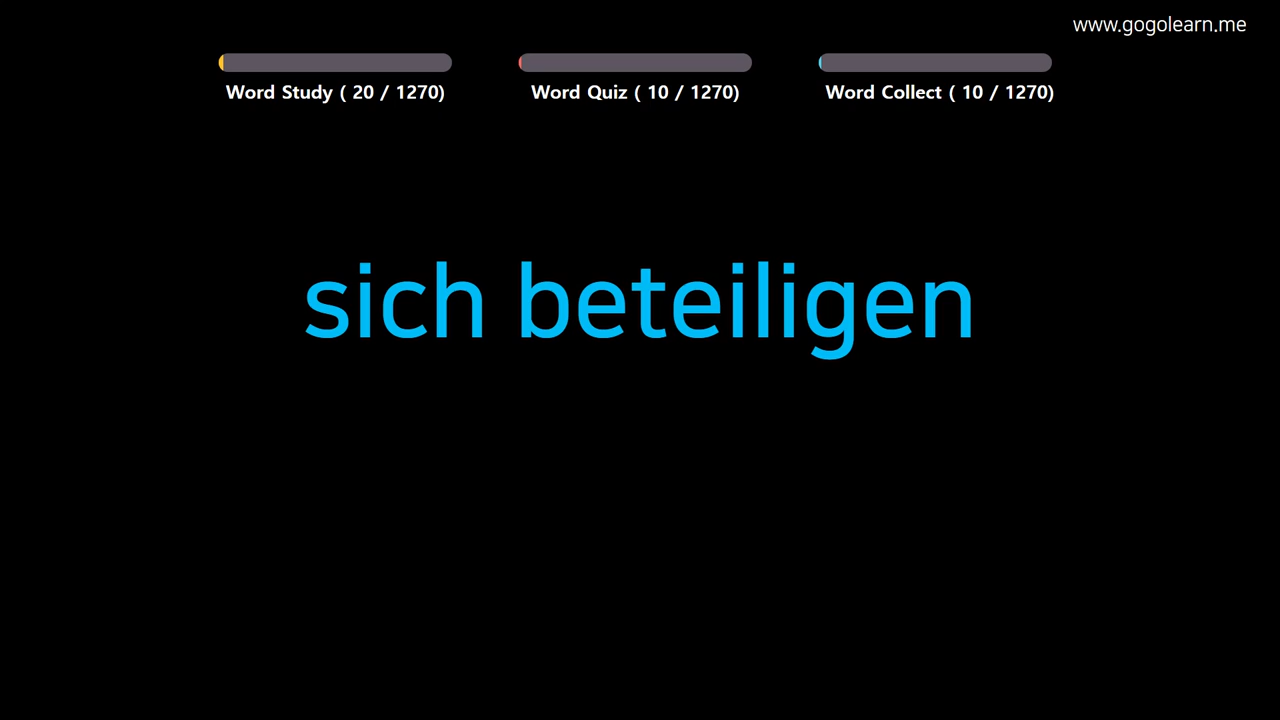 www.gogolearn.me
Word Study ( 20 / 1270)
Word Quiz ( 10 / 1270)
Word Collect ( 10 / 1270)
sich beteiligen